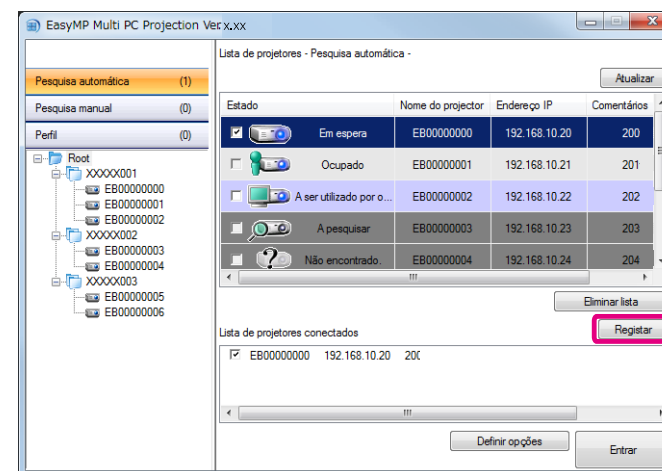 EasyMP Multi PC Projection Ver.x.xx
Lista de projetores - Pesquisa automática -
Atualizar
Pesquisa automática (1)
Pesquisa manual (0)
Perfil (0)
Root
XXXXX001
EB00000000
EB00000001
EB00000002
XXXXX002
EB00000003
EB00000004
XXXXX003
EB00000005
EB00000006
Estado Nome do projector Endereço IP Comentários
Em espera EB00000000 192.168.10.20 200
Ocupado EB00000001 192.168.10.21 201
A ser utilizado por o... EB00000002 192.168.10.22 202
A pesquisar EB00000003 192.168.10.23 203
Não encontrado. EB00000004 192.168.10.24 204
Eliminar lista
Registar
Lista de projetores conectados
EB00000000 192.168.10.20 200
Definir opções
Entrar